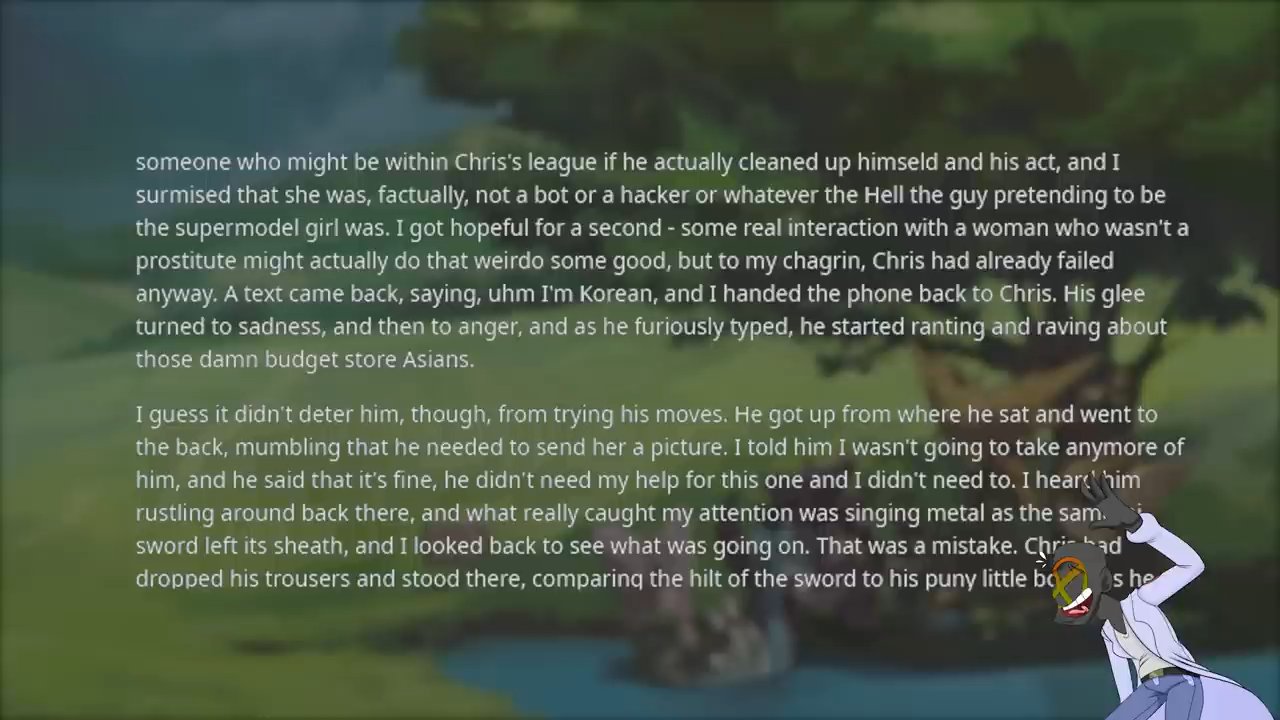 someone who might be within Chris's league if he actually cleaned up himseld and his act, and I
surmised that she was, factually, not a bot or a hacker or whatever the Hell the guy pretending to be
the supermodel girl was. I got hopeful for a second - some real interaction with a woman who wasn't a
prostitute might actually do that weirdo some good, but to my chagrin, Chris had already failed
anyway. A text came back, saying, uhm I'm Korean, and I handed the phone back to Chris. His glee
turned to sadness, and then to anger, and as he furiously typed, he started ranting and raving about
those damn budget store Asians.
I guess it didn't deter him, though, from trying his moves. He got up from where he sat and went to
the back, mumbling that he needed to send her a picture. I told him I wasn't going to take anymore of
him, and he said that it's fine, he didn't need my help for this one and I didn't need to. I heard him
rustling around back there, and what really caught my attention was singing metal as the
sword left its sheath, and I looked back to see what was going on. That was a mistake. Chris had
dropped his trousers and stood there, comparing the hilt of the sword to his puny little he